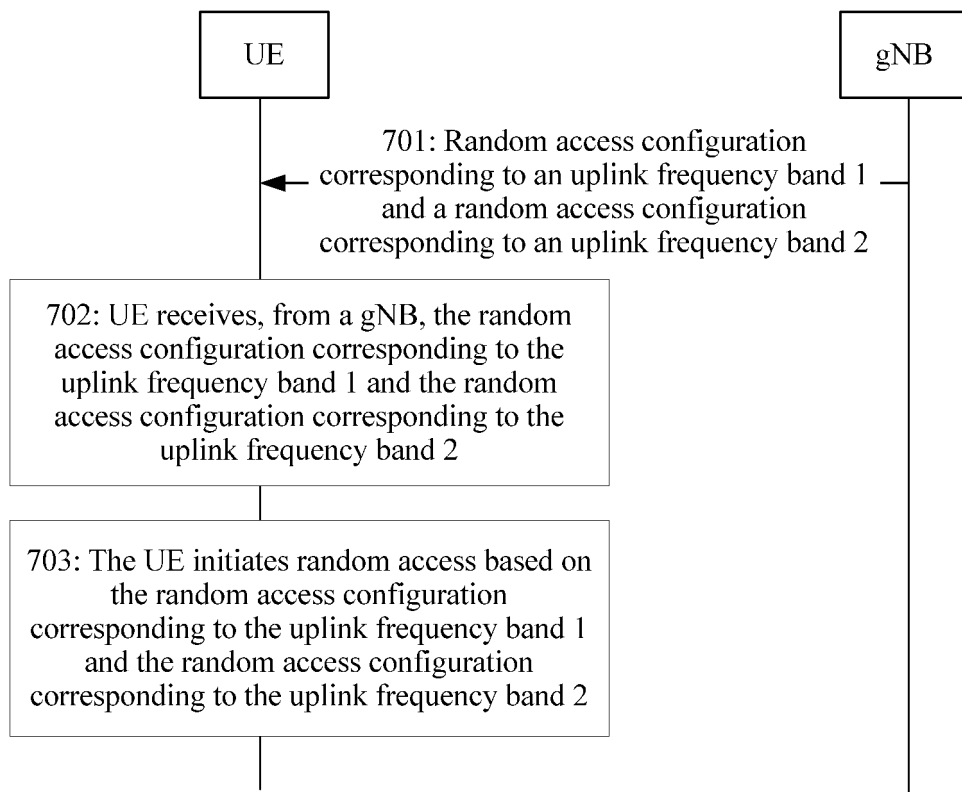 UE
gNB
701: Random access configuration
corresponding to an uplink frequency band 1
and a random access configuration
corresponding to an uplink frequency band 2
702: UE receives, from a gNB, the random
access configuration corresponding to the
uplink frequency band 1 and the random
access configuration corresponding to the
uplink frequency band 2
703: The UE initiates random access based on
the random access configuration
corresponding to the uplink frequency band 1
and the random access configuration
corresponding to the uplink frequency band 2